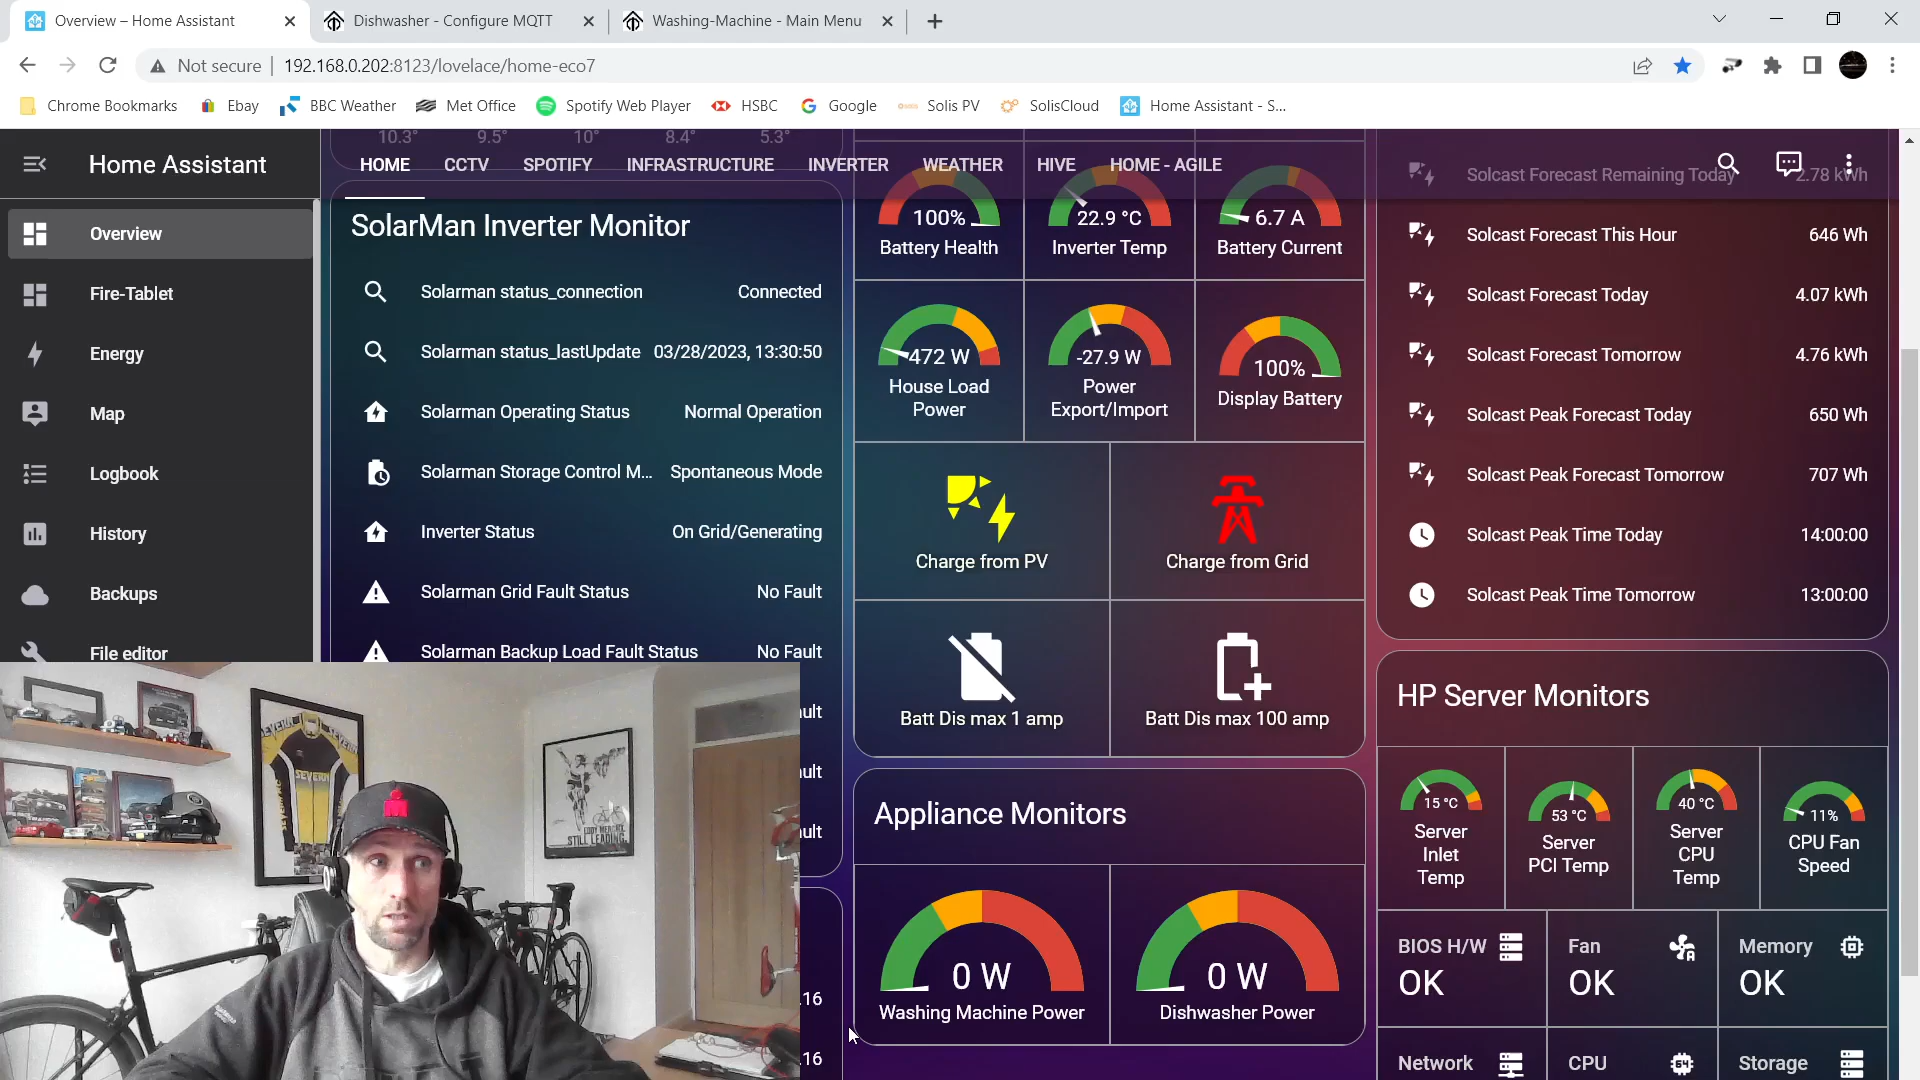 Overview – Home Assistant
Dishwasher - Configure MQTT
Washing-Machine - Main Menu
Not secure
192.168.0.202:8123/lovelace/home-eco7
Chrome Bookmarks
Ebay
BBC Weather
Met Office
Spotify Web Player
HSBC
Google
Solis PV
SolisCloud
Home Assistant - S...
10.3° 9.5° 10° 8.4° 5.3°
Home Assistant
HOME
CCTV
SPOTIFY
INFRASTRUCTURE
INVERTER
WEATHER
HIVE
HOME - AGILE
Overview
Fire-Tablet
Energy
Map
Logbook
History
Backups
File editor
SolarMan Inverter Monitor
Solarman status_connection Connected
Solarman status_lastUpdate 03/28/2023, 13:30:50
Solarman Operating Status Normal Operation
Solarman Storage Control M... Spontaneous Mode
Inverter Status On Grid/Generating
Solarman Grid Fault Status No Fault
Solarman Backup Load Fault Status No Fault
ult
ult
ult
.16
.16
100%
Battery Health
22.9 °C
Inverter Temp
6.7 A
Battery Current
472 W
House Load
Power
-27.9 W
Power
Export/Import
100%
Display Battery
Charge from PV
Charge from Grid
Batt Dis max 1 amp
Batt Dis max 100 amp
Appliance Monitors
0 W
Washing Machine Power
0 W
Dishwasher Power
Solcast Forecast Remaining Today 2.78 kWh
Solcast Forecast This Hour 646 Wh
Solcast Forecast Today 4.07 kWh
Solcast Forecast Tomorrow 4.76 kWh
Solcast Peak Forecast Today 650 Wh
Solcast Peak Forecast Tomorrow 707 Wh
Solcast Peak Time Today 14:00:00
Solcast Peak Time Tomorrow 13:00:00
HP Server Monitors
15 °C
Server
Inlet
Temp
53 °C
Server
PCI Temp
40 °C
Server
CPU
Temp
11%
CPU Fan
Speed
BIOS H/W
OK
Fan
OK
Memory
OK
Network
CPU
64
Storage
SEVERN
STILL LEADING